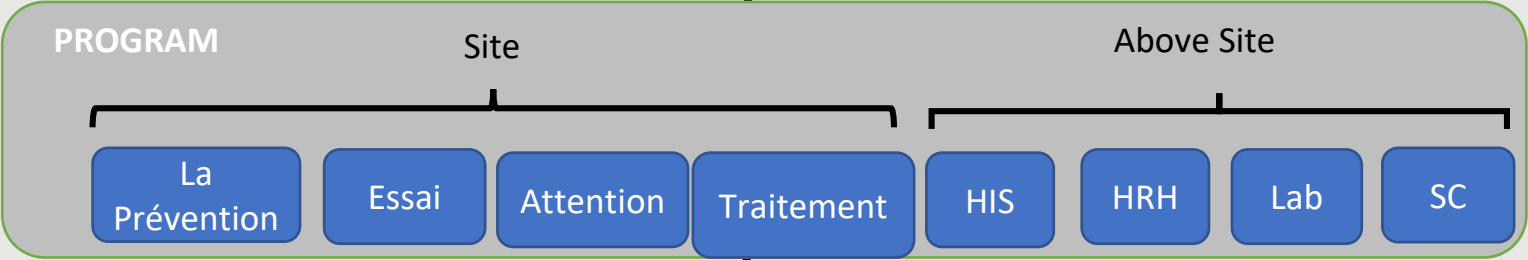 PROGRAM
Site
Above Site
La
Prévention
Essai
Attention
Traitement
HIS
HRH
Lab
SC